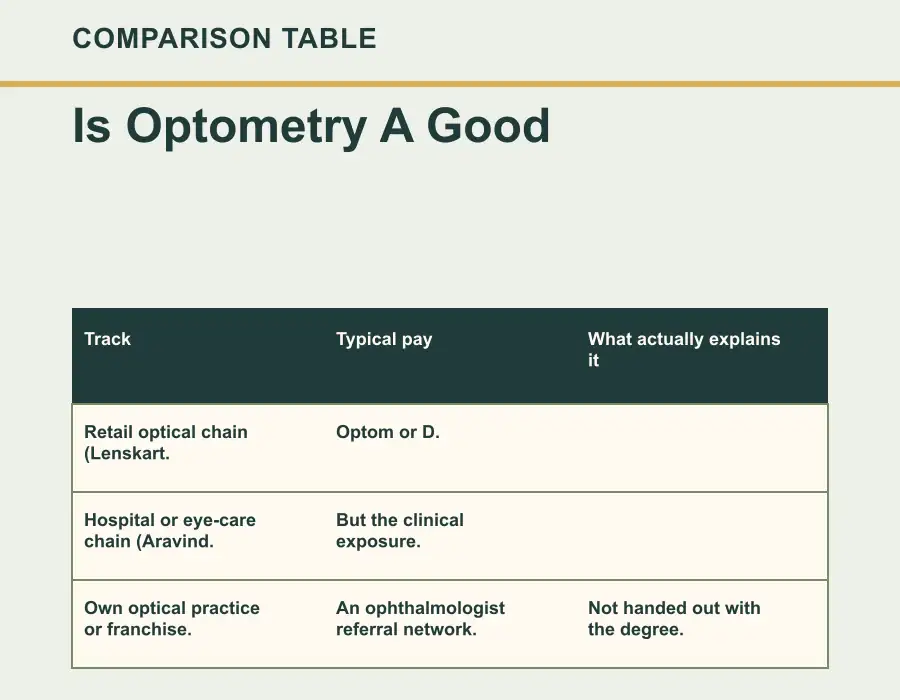 COMPARISON TABLE
Is Optometry A Good
Track
Typical pay
What actually explains
it
Retail optical chain
(Lenskart.
Optom or D.
Hospital or eye-care
chain (Aravind.
But the clinical
exposure.
Own optical practice
or franchise.
An ophthalmologist
referral network.
Not handed out with
the degree.